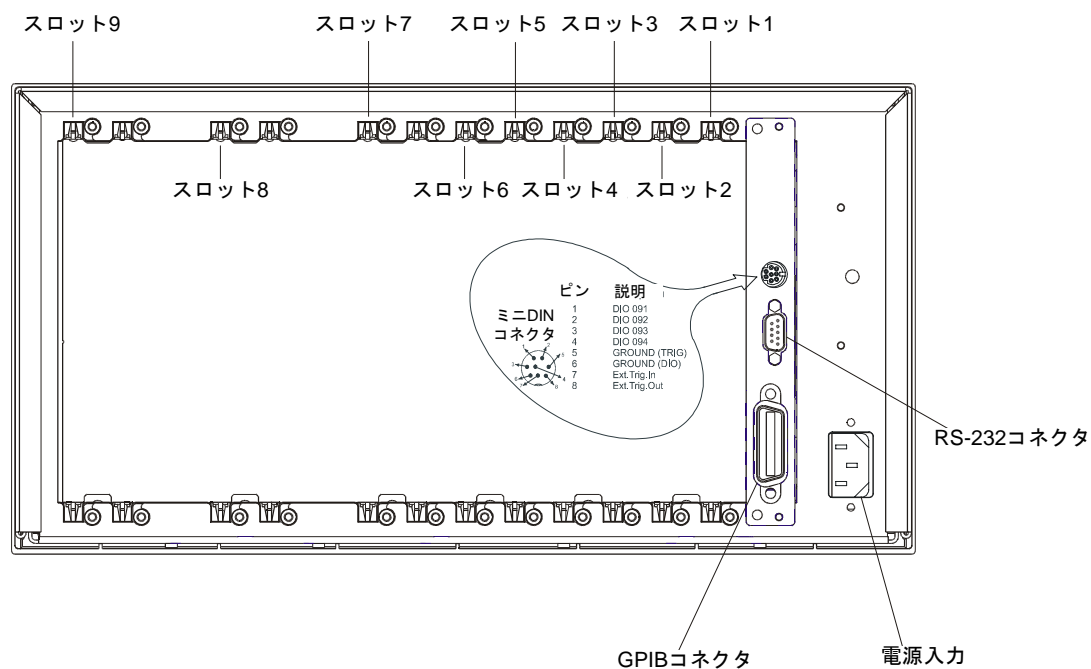 スロット9
スロット7
スロット5
スロット3
スロット1
スロット8
スロット6
スロット4
スロット2
ミニDIN
コネクタ
ピン 説明
1 DIO 091
2 DIO 092
3 DIO 093
4 DIO 094
5 GROUND (TRIG)
6 GROUND (DIO)
7 Ext.Trig.In
8 Ext.Trig.Out
RS-232コネクタ
GPIBコネクタ
電源入力